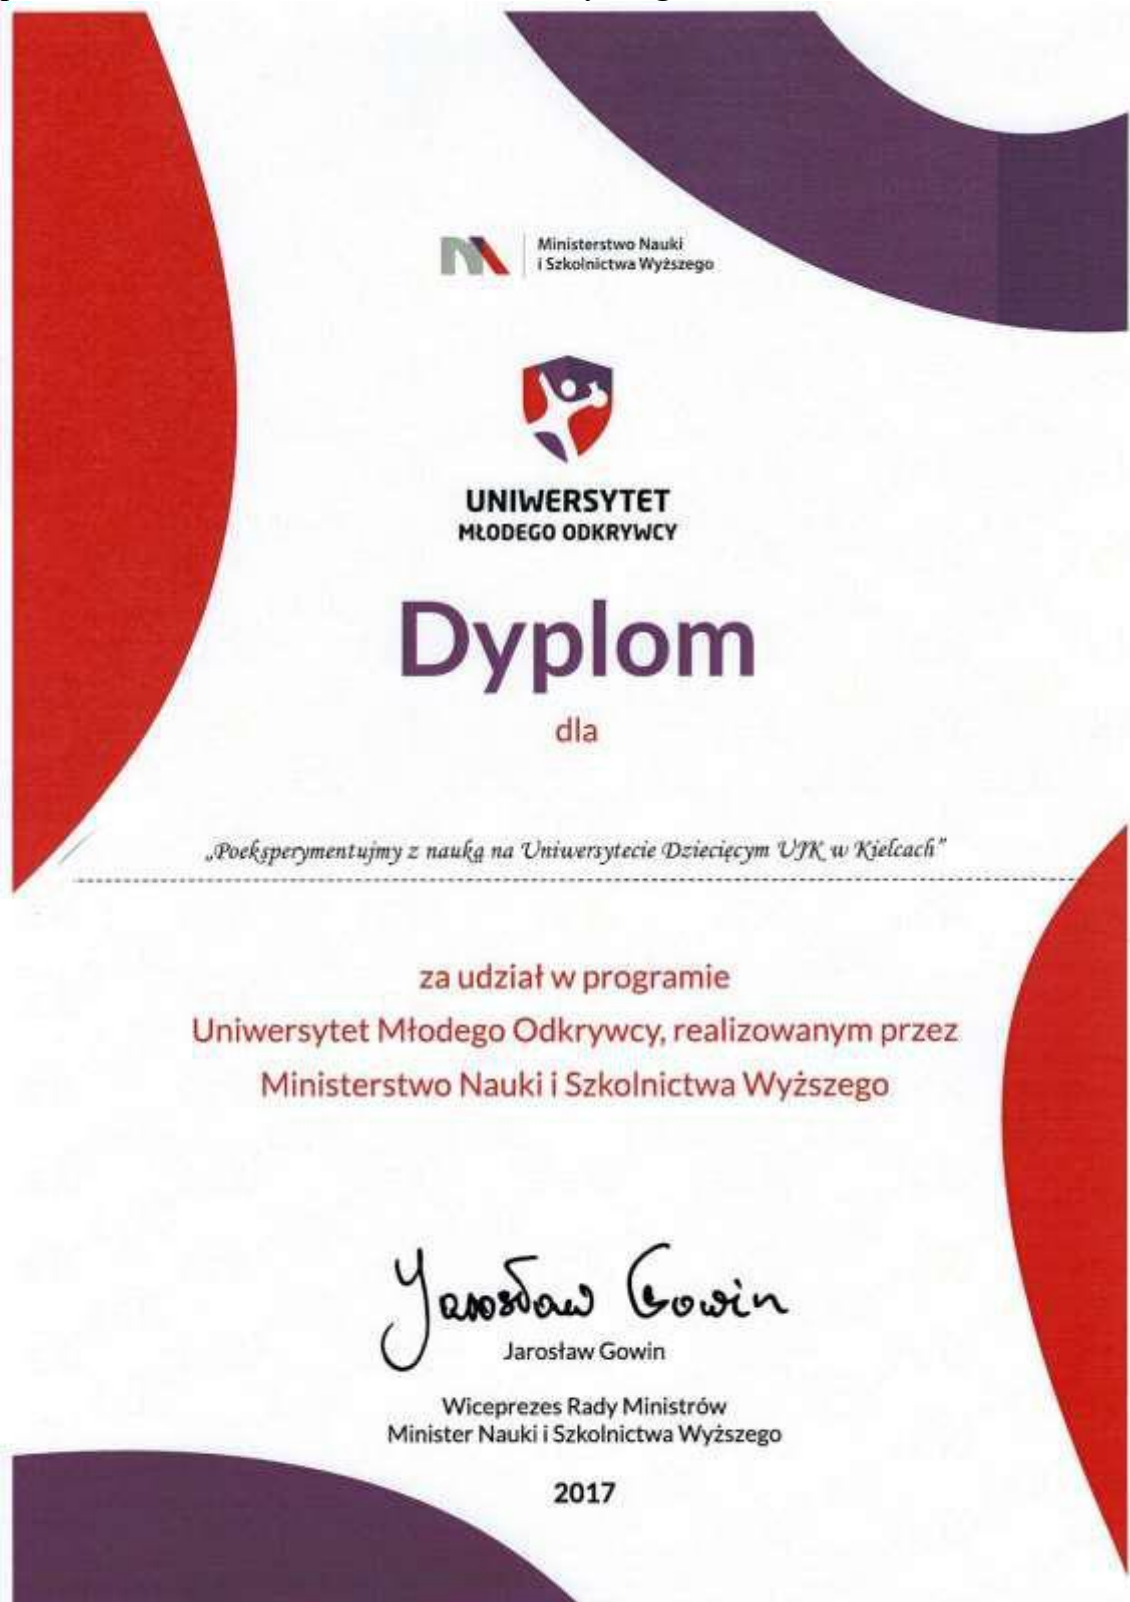 Ministerstwo Nauki
i Szkolnictwa Wyższego
UNIWERSYTET
MŁODEGO ODKRYWCY
Dyplom
dla
„Poeksperymentujmy z nauką na Uniwersytecie Dziecięcym UJK w Kielcach”
za udział w programie
Uniwersytet Młodego Odkrywcy, realizowanym przez
Ministerstwo Nauki i Szkolnictwa Wyższego
Jarosław Gowin
Jarosław Gowin
Wiceprezes Rady Ministrów
Minister Nauki i Szkolnictwa Wyższego
2017